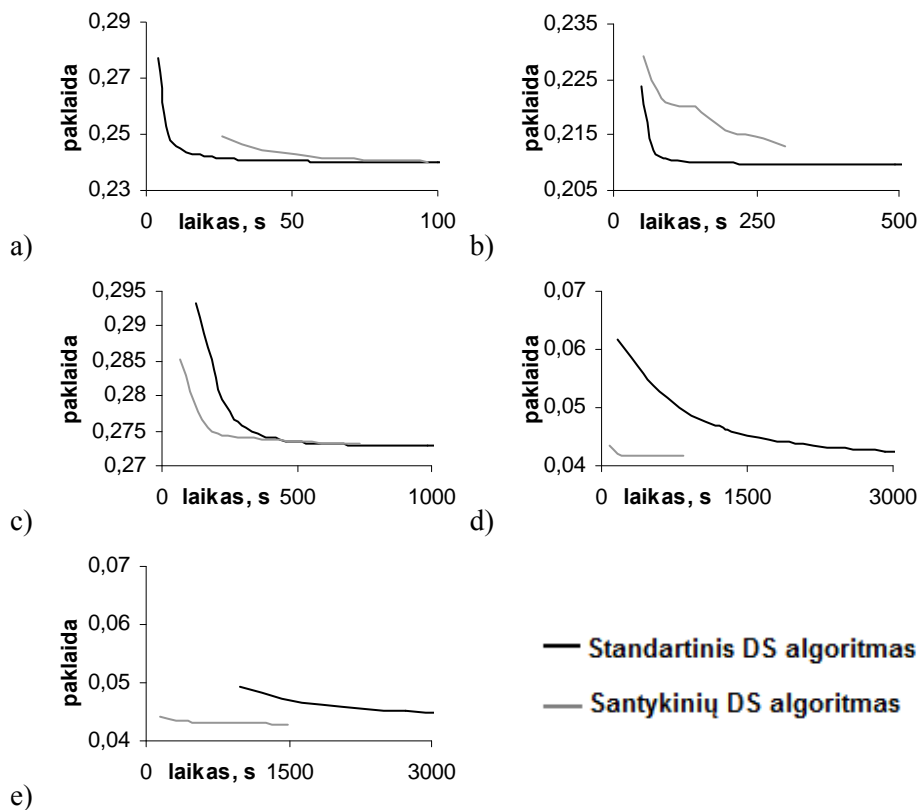 0,29
0,27
0,25
0,23
paklaida
0 laikas, s 50 100
a)
0,235
0,225
0,215
0,205
paklaida
0 laikas, s 250 500
b)
0,295
0,29
0,285
0,28
0,275
0,27
paklaida
0 laikas, s 500 1000
c)
0,07
0,06
0,05
0,04
paklaida
0 laikas, s 1500 3000
d)
0,07
0,06
0,05
0,04
paklaida
0 laikas, s 1500 3000
e)
Standartinis DS algoritmas
Santykinių DS algoritmas